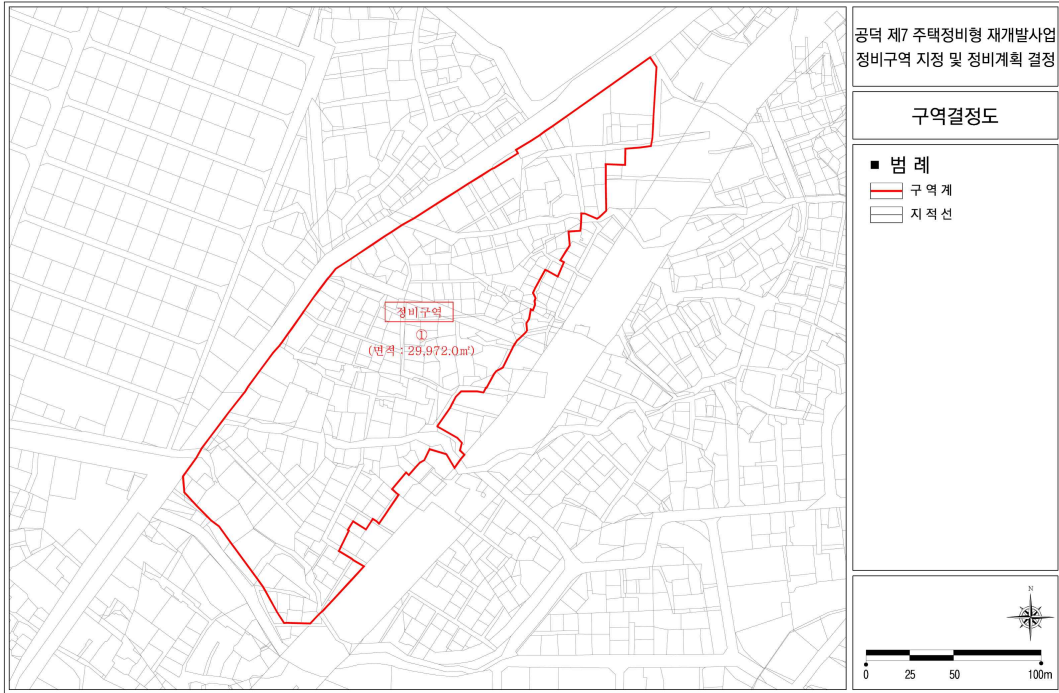 공덕 제7 주택정비형 재개발사업
정비구역 지정 및 정비계획 결정
구역결정도
■ 범 례
구 역 계
지 적 선
정비구역
①
(면적 : 29,972.0㎡)
N
0 25 50 100m